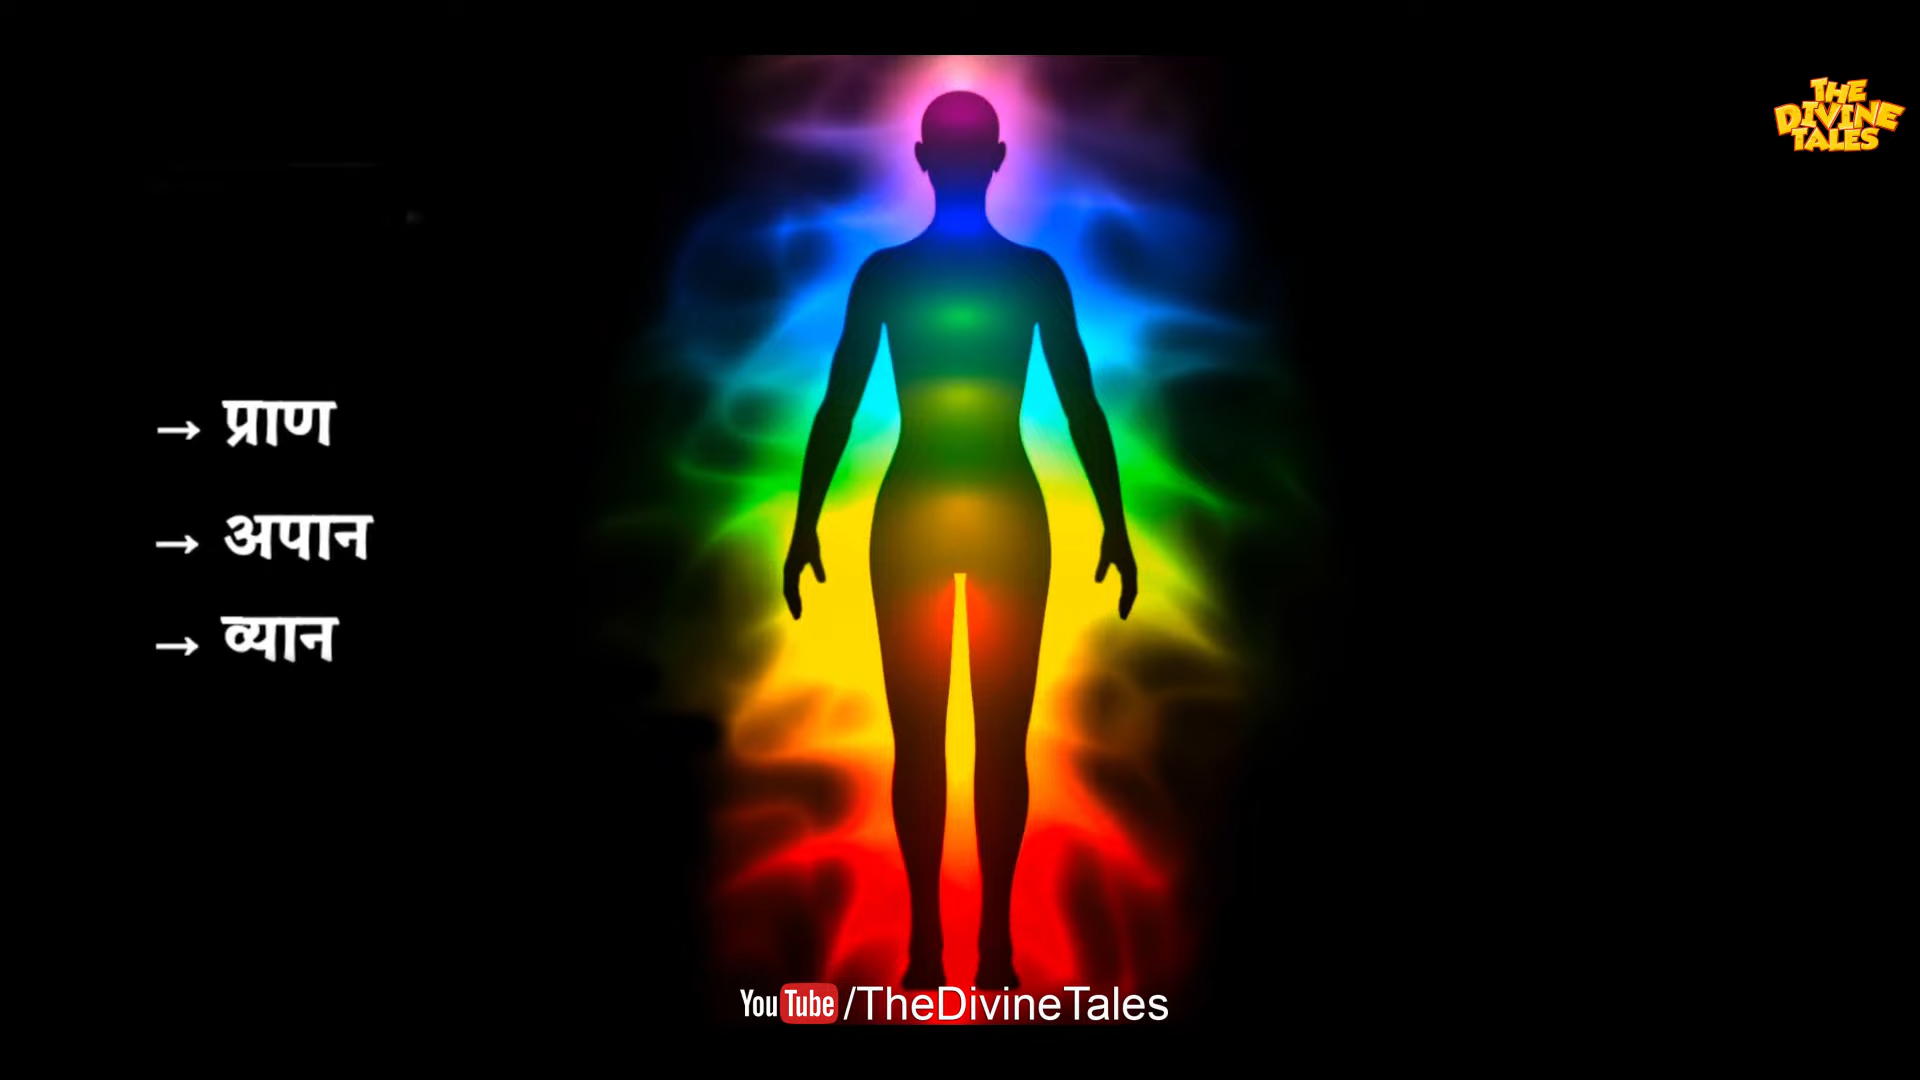 THE
DIVINE
TALES
→ प्राण
→ अपान
→ व्यान
YouTube/TheDivineTales